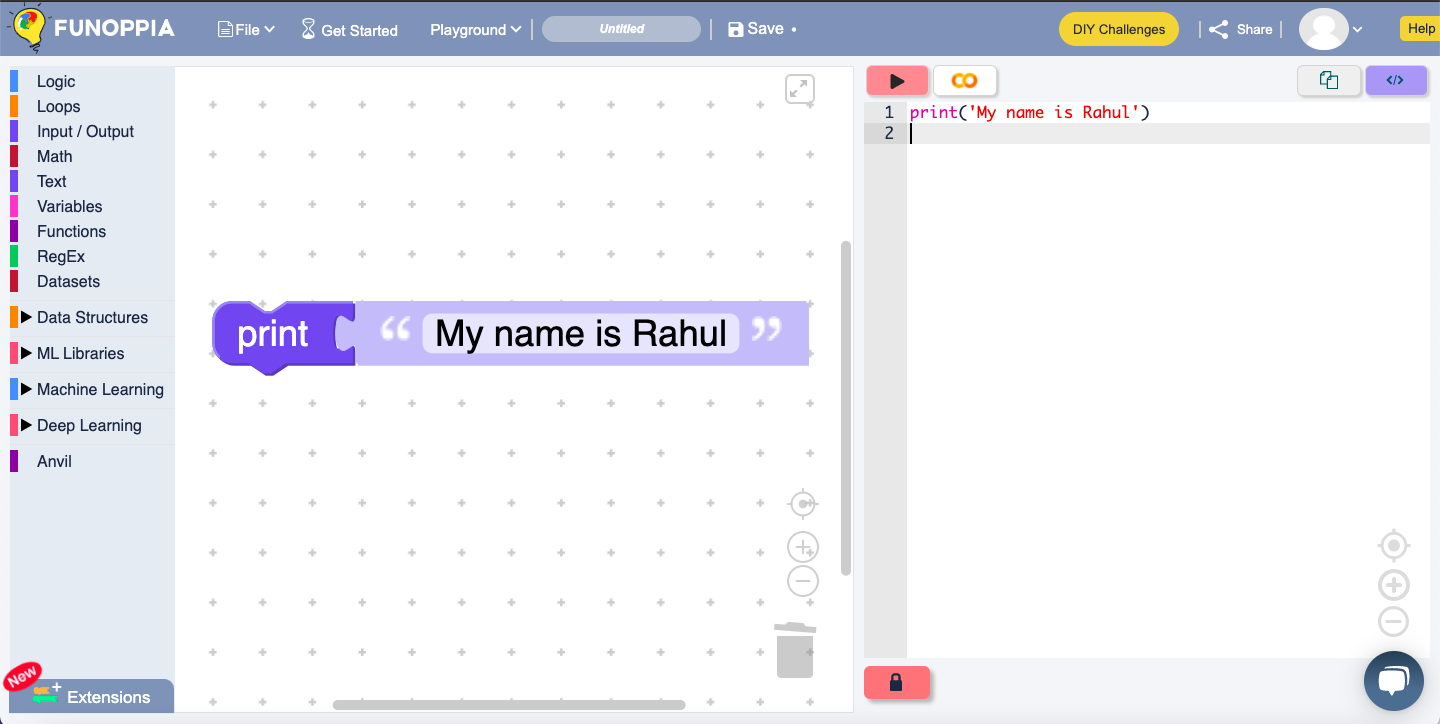 FUNOPPIA File Get Started Playground Untitled Save DIY Challenges Share Help
Logic
Loops
Input / Output
Math
Text
Variables
Functions
RegEx
Datasets
Data Structures
ML Libraries
Machine Learning
Deep Learning
Anvil
New
Extensions
print “ My name is Rahul ”
</>
1 print('My name is Rahul')
2